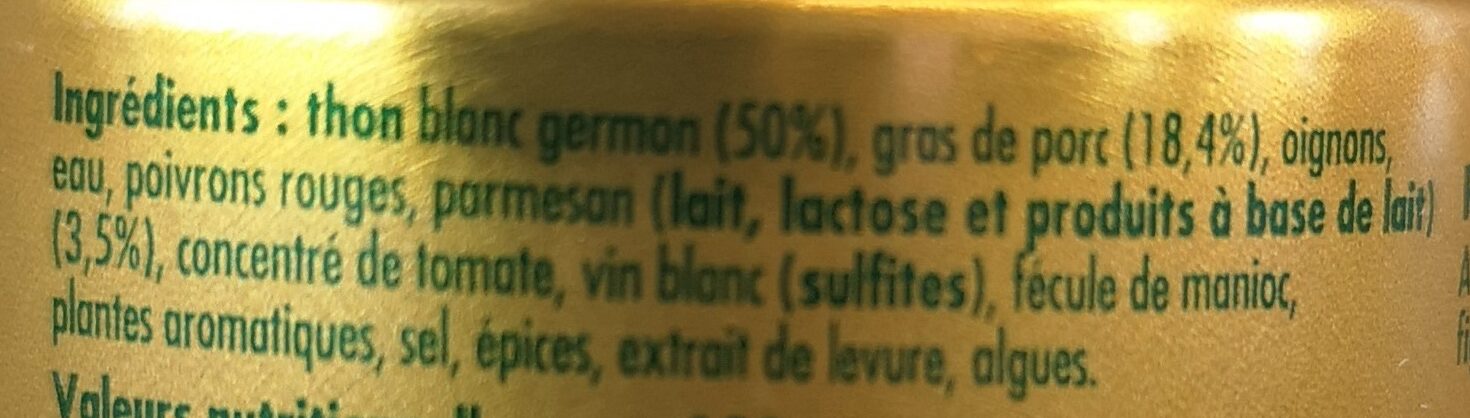 Ingrédients : thon blanc germon (50%), gras de porc (18,4%), oignons,
eau, poivrons rouges, parmesan (lait, lactose et produits à base de lait)
(3,5%), concentré de tomate, vin blanc (sulfites), fécule de manioc,
plantes aromatiques, sel, épices, extrait de levure, algues.
Valeurs